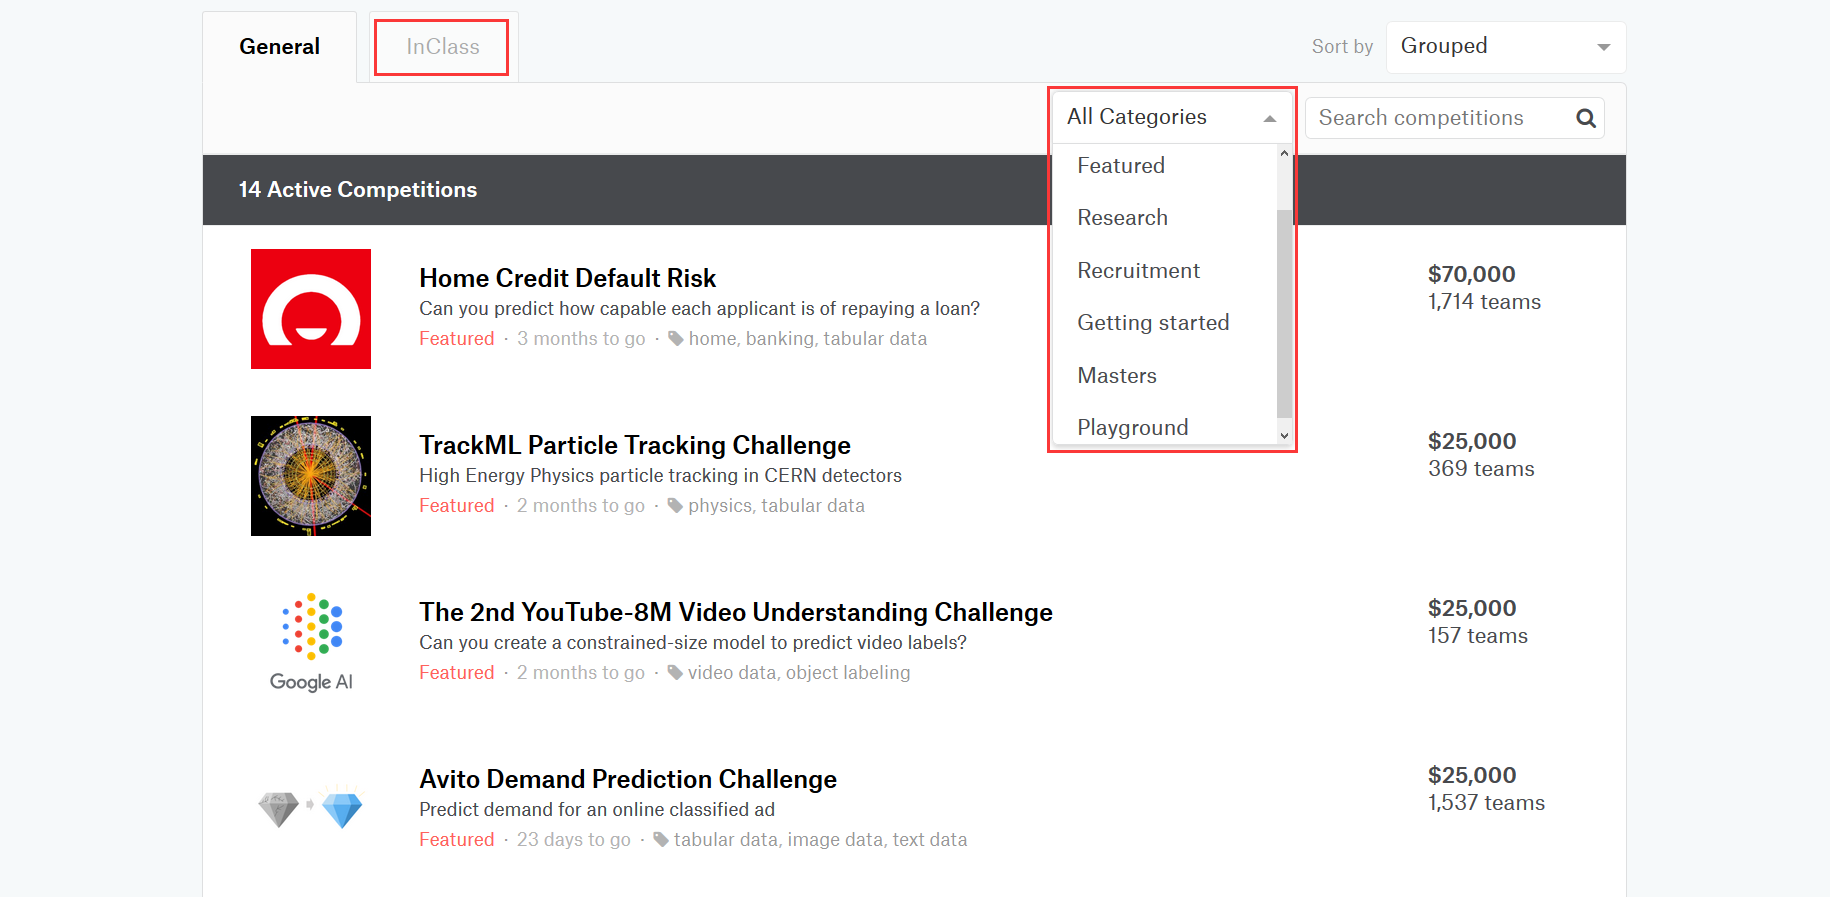 General
InClass
Sort by
Grouped
All Categories
Search competitions
Featured
Research
Recruitment
Getting started
Masters
Playground
14 Active Competitions
Home Credit Default Risk
Can you predict how capable each applicant is of repaying a loan?
Featured · 3 months to go · home, banking, tabular data
$70,000
1,714 teams
TrackML Particle Tracking Challenge
High Energy Physics particle tracking in CERN detectors
Featured · 2 months to go · physics, tabular data
$25,000
369 teams
Google AI
The 2nd YouTube-8M Video Understanding Challenge
Can you create a constrained-size model to predict video labels?
Featured · 2 months to go · video data, object labeling
$25,000
157 teams
Avito Demand Prediction Challenge
Predict demand for an online classified ad
Featured · 23 days to go · tabular data, image data, text data
$25,000
1,537 teams